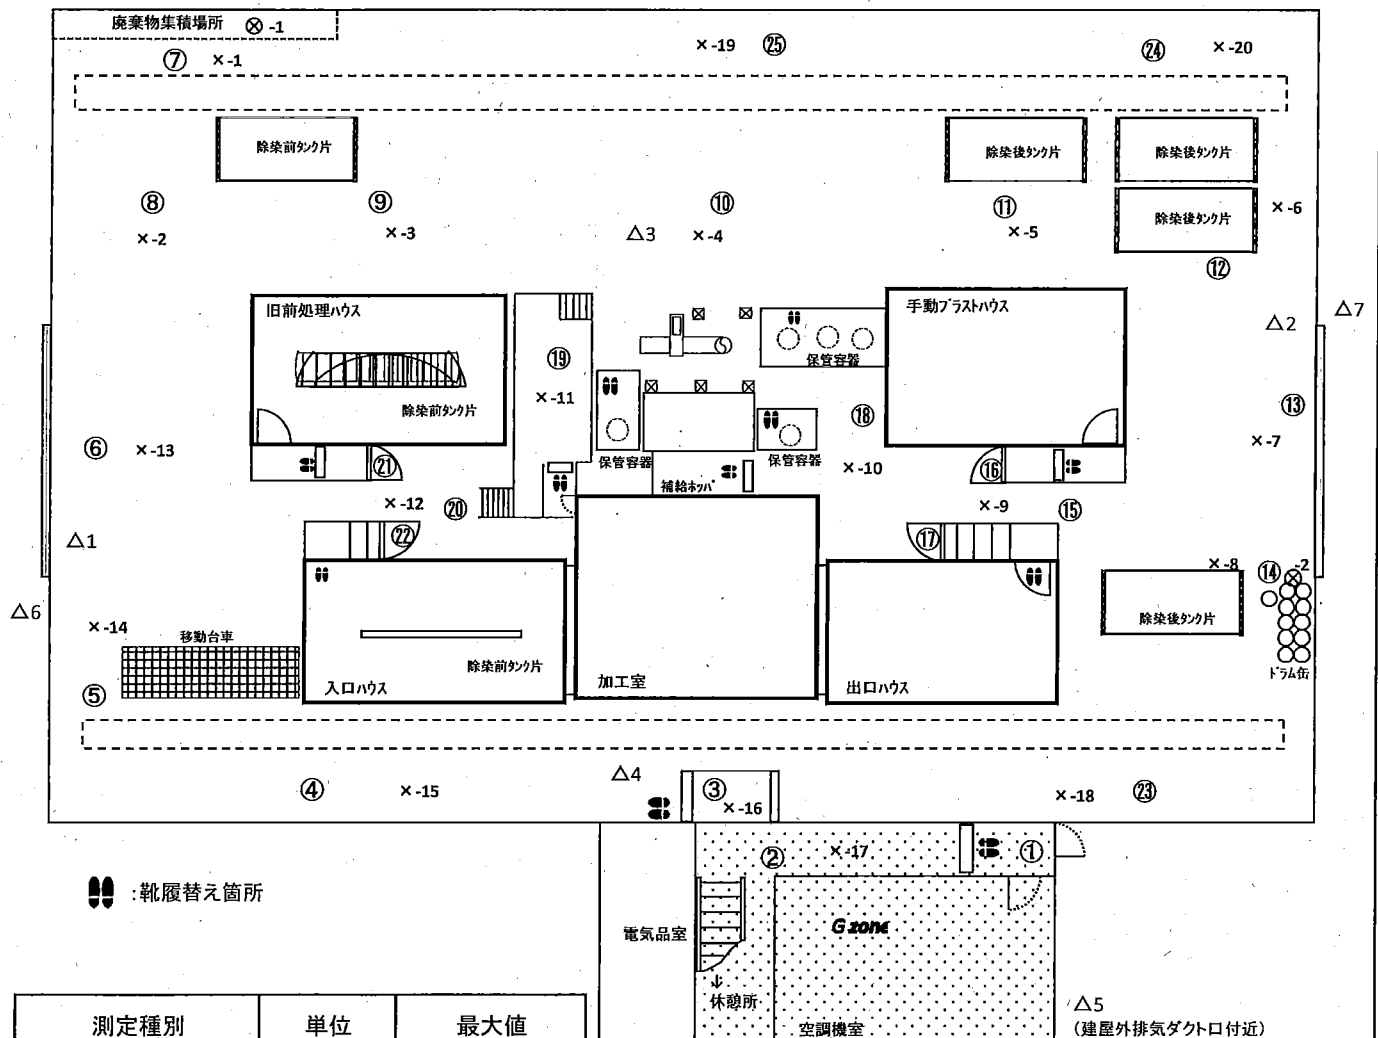 廃棄物集積場所 ⊗ -1
⑦ ×-1
×-19 ㉕
㉔ ×-20
除染前タンク片
除染後タンク片
除染後タンク片
除染後タンク片
⑧
×-2
⑨
×-3
⑩
△3 ×-4
⑪
×-5
×-6
⑫
旧前処理ハウス
除染前タンク片
⑲
×-11
保管容器
手動ブラストハウス
△2
△7
⑬
×-7
⑱
保管容器
保管容器
×-10
補給ホッパ
⑥ ×-13
㉑
×-12
⑳
㉒
⑯
×-9
⑮
⑰
△1
△6
×-14
移動台車
⑤
除染前タンク片
入口ハウス
加工室
出口ハウス
×-8
⑭ ⊗ -2
除染後タンク片
ドラム缶
④ ×-15
△4
③
×-16
×-18 ㉓
② ×-17
①
:靴履替え箇所
電気品室
G zone
↓
休憩所
空調機室
△5
(建屋外排気ダクト口付近)
測定種別 単位 最大値